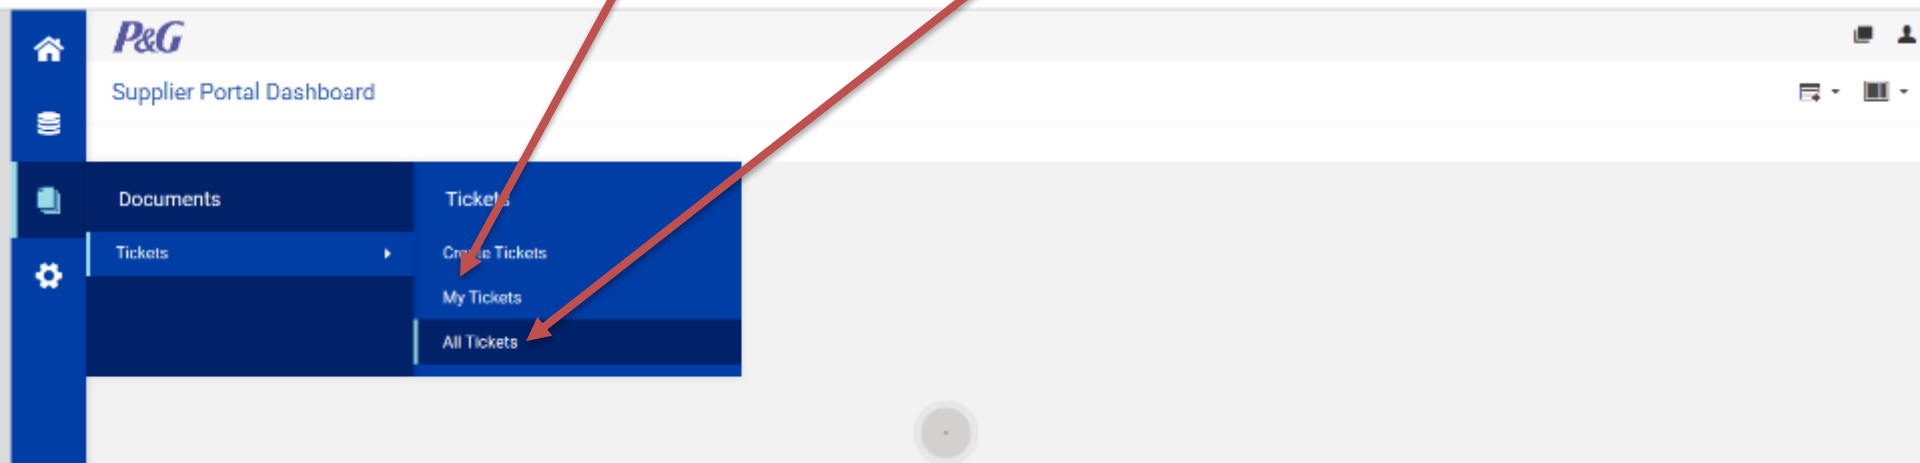 P&G
Supplier Portal Dashboard
Documents
Tickets
Tickets
Create Tickets
My Tickets
All Tickets